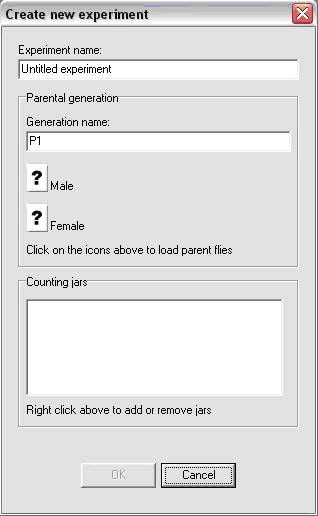 Create new experiment
Experiment name:
Untitled experiment
Parental generation
Generation name:
P1
? Male
? Female
Click on the icons above to load parent flies
Counting jars
Right click above to add or remove jars
OK Cancel